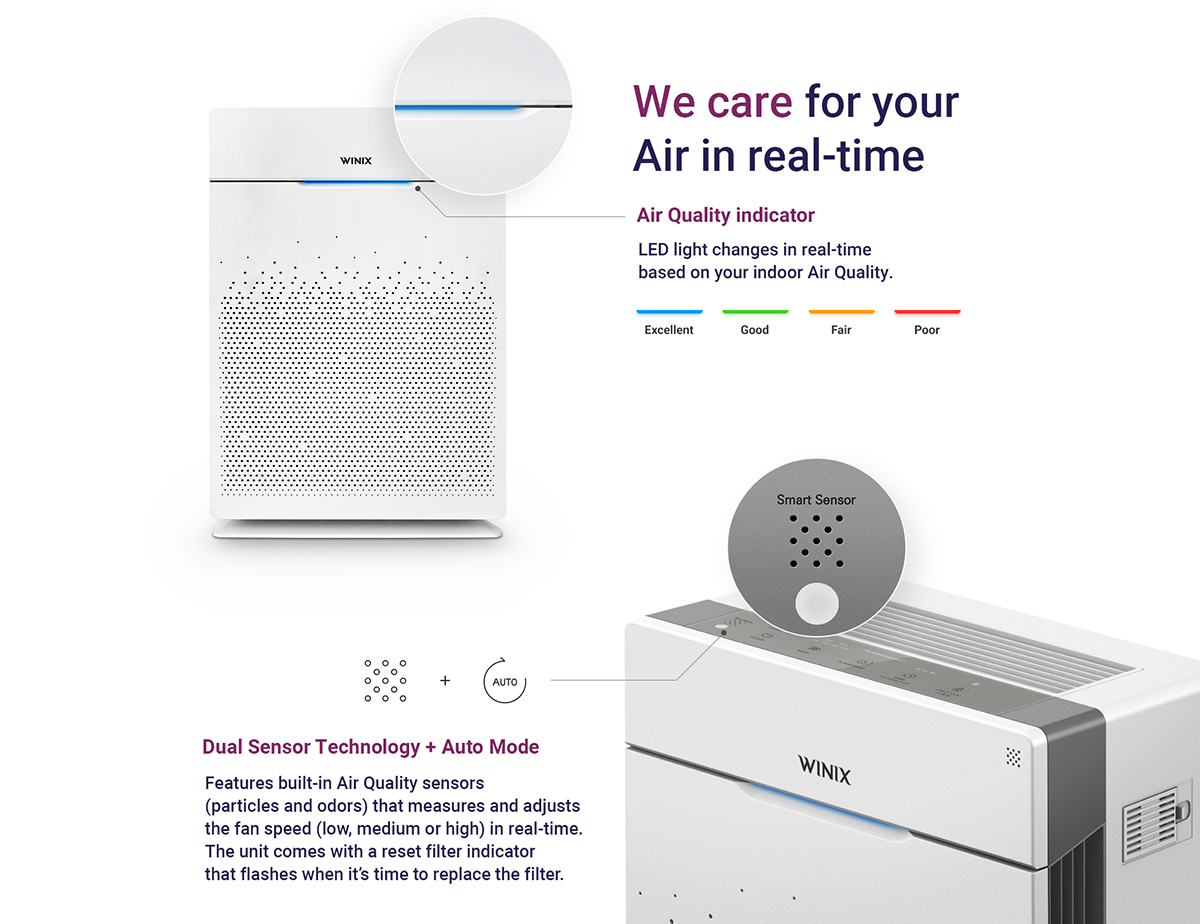 WINIX
We care for your
Air in real-time
Air Quality indicator
LED light changes in real-time
based on your indoor Air Quality.
Excellent Good Fair Poor
Smart Sensor
AUTO
+
Dual Sensor Technology + Auto Mode
Features built-in Air Quality sensors
(particles and odors) that measures and adjusts
the fan speed (low, medium or high) in real-time.
The unit comes with a reset filter indicator
that flashes when it’s time to replace the filter.
WINIX